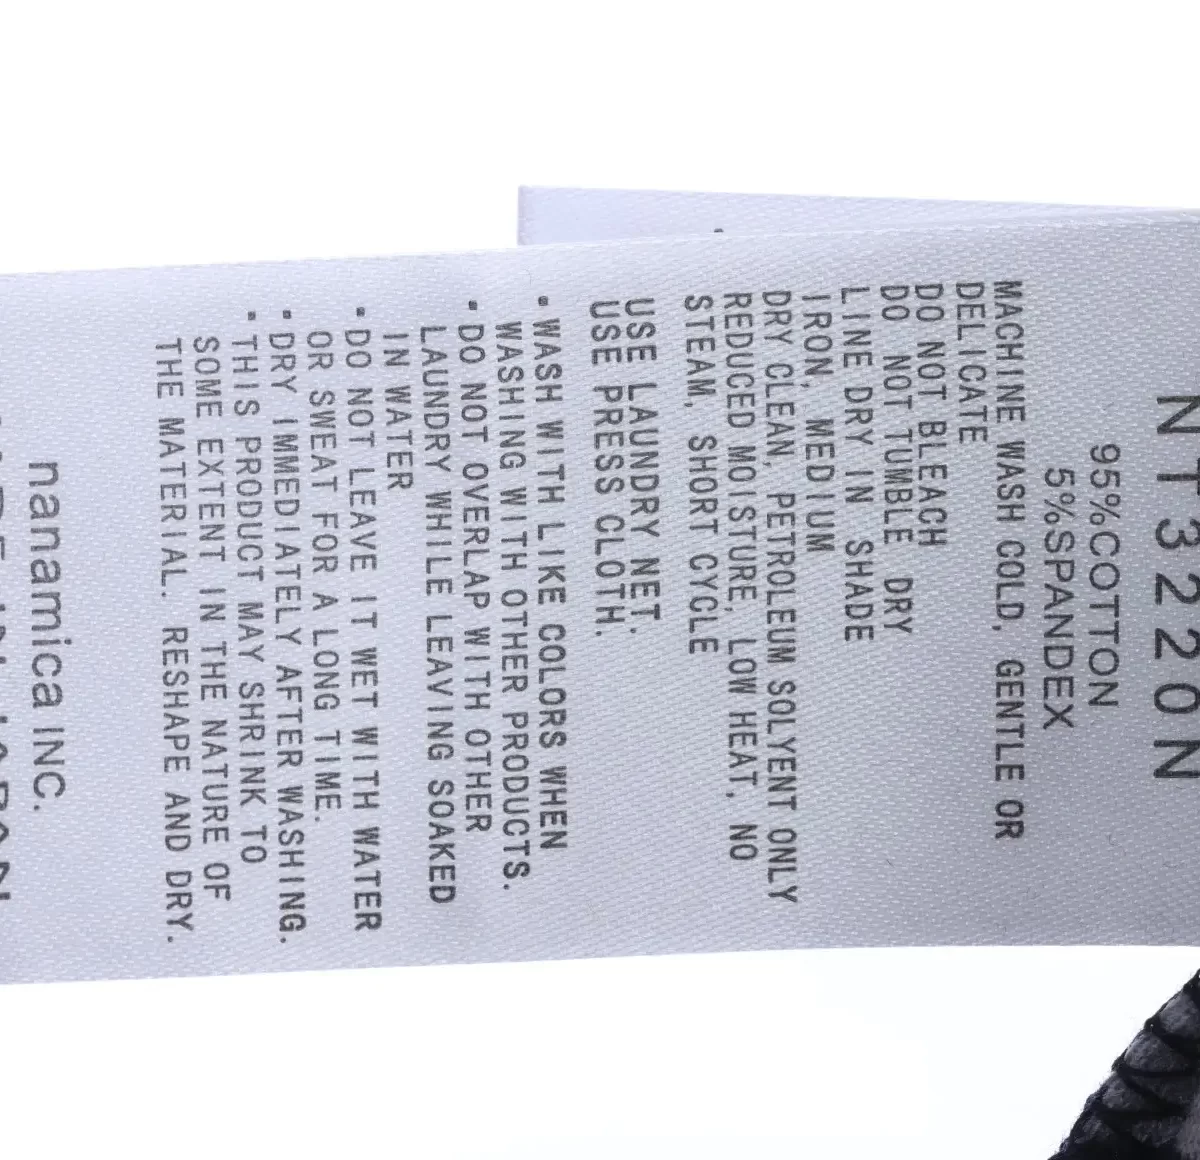 NT3220N
95%COTTON
5%SPANDEX
MACHINE WASH COLD, GENTLE OR
DELICATE
DO NOT BLEACH
DO NOT TUMBLE DRY
LINE DRY IN SHADE
IRON, MEDIUM
DRY CLEAN, PETROLEUM SOLYENT ONLY
REDUCED MOISTURE, LOW HEAT, NO
STEAM, SHORT CYCLE
USE LAUNDRY NET.
USE PRESS CLOTH.
・WASH WITH LIKE COLORS WHEN
WASHING WITH OTHER PRODUCTS.
・DO NOT OVERLAP WITH OTHER
LAUNDRY WHILE LEAVING SOAKED
IN WATER
・DO NOT LEAVE IT WET WITH WATER
OR SWEAT FOR A LONG TIME.
・DRY IMMEDIATELY AFTER WASHING.
・THIS PRODUCT MAY SHRINK TO
SOME EXTENT IN THE NATURE OF
THE MATERIAL. RESHAPE AND DRY.
nanamica INC.